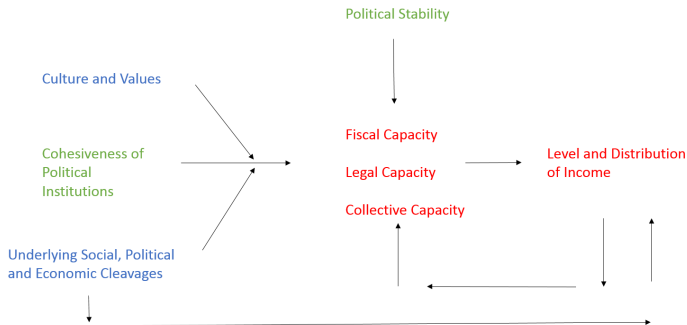 Political Stability
Culture and Values
Fiscal Capacity
Cohesiveness of
Political
Institutions
Legal Capacity
Level and Distribution
of Income
Collective Capacity
Underlying Social, Political
and Economic Cleavages